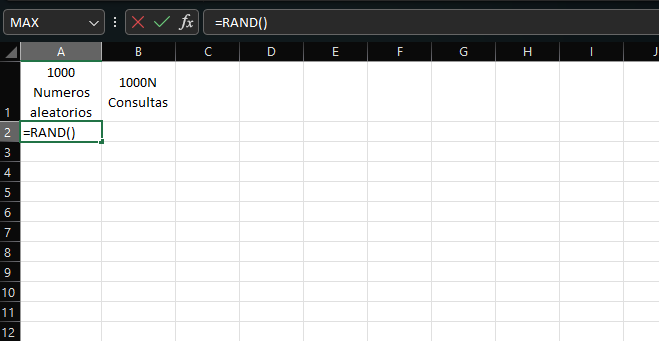 MAX
fx
=RAND()
A B C D E F G H I J
1
1000
Numeros
aleatorios
1000N
Consultas
2
=RAND()
3
4
5
6
7
8
9
10
11
12